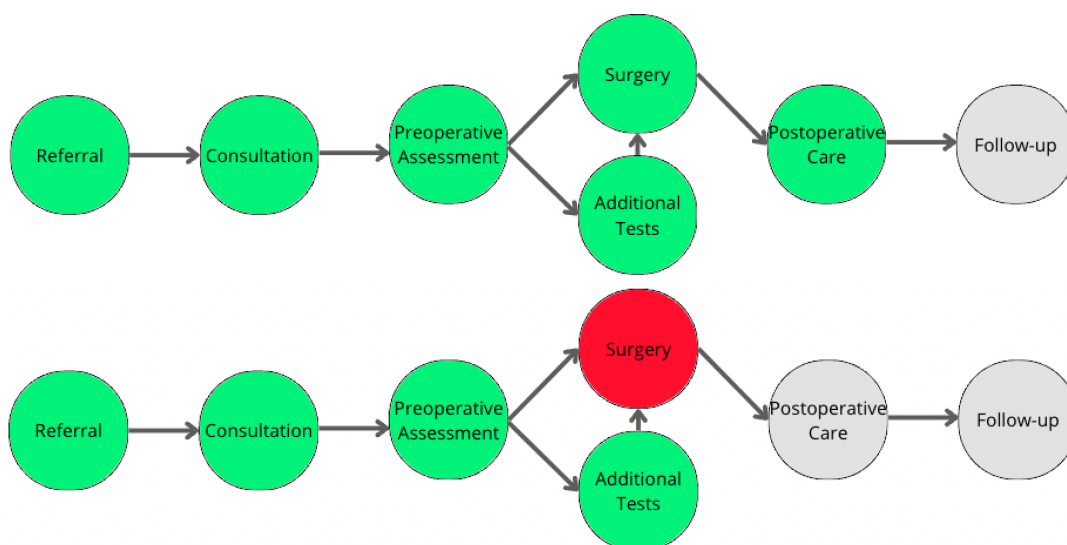 Referral
Consultation
Preoperative
Assessment
Surgery
Additional
Tests
Postoperative
Care
Follow-up
Referral
Consultation
Preoperative
Assessment
Surgery
Additional
Tests
Postoperative
Care
Follow-up